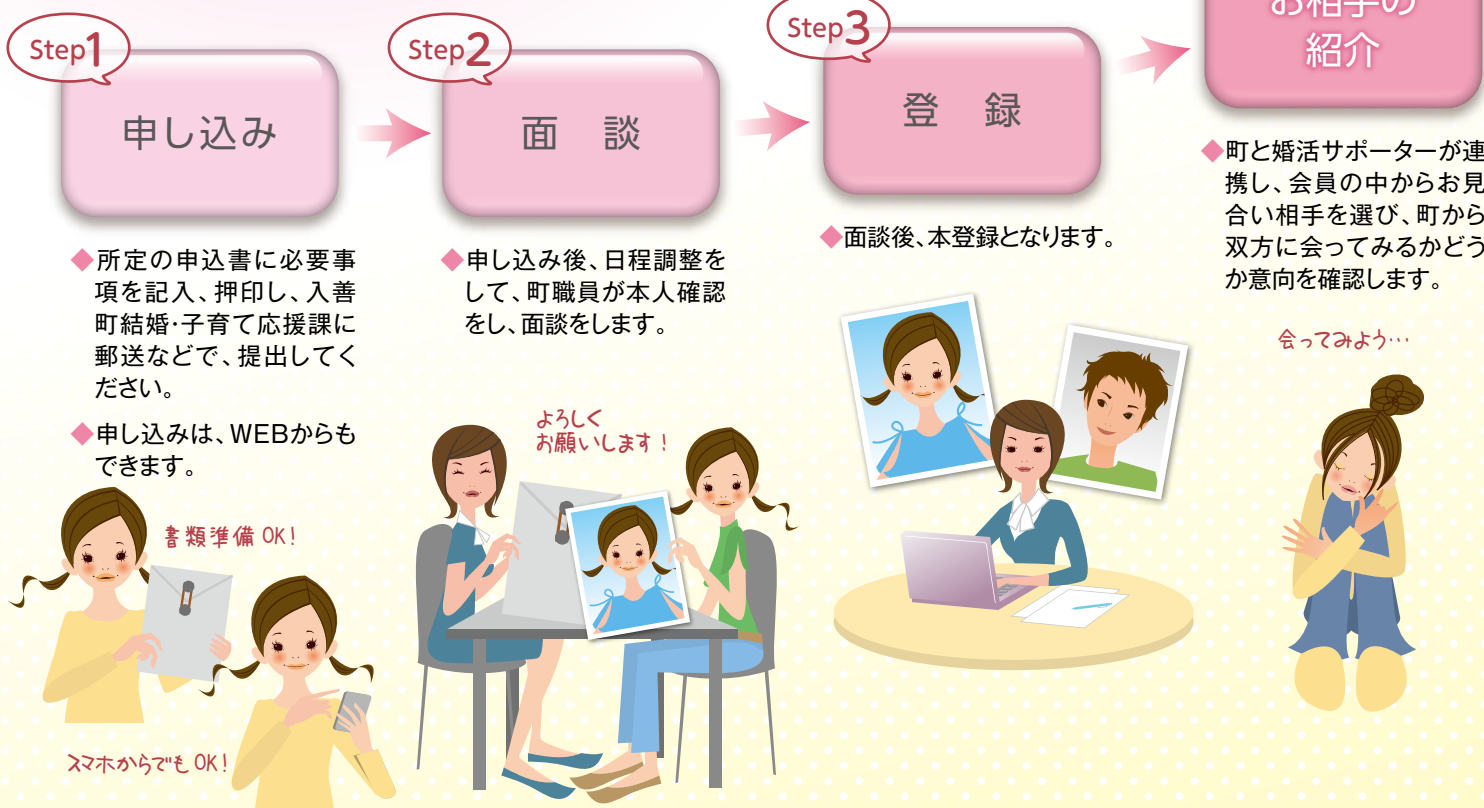 Step1
申し込み
◆所定の申込書に必要事
項を記入、押印し、入善
町結婚・子育て応援課に
郵送などで、提出してく
ださい。
◆申し込みは、WEBからも
できます。
書類準備 OK!
スマホからでも OK!
Step2
面　談
◆申し込み後、日程調整を
して、町職員が本人確認
をし、面談をします。
よろしく
お願いします！
Step3
登　録
◆面談後、本登録となります。
お相手の
紹介
◆町と婚活サポーターが連
携し、会員の中からお見
合い相手を選び、町から
双方に会ってみるかどう
か意向を確認します。
会ってみよう…